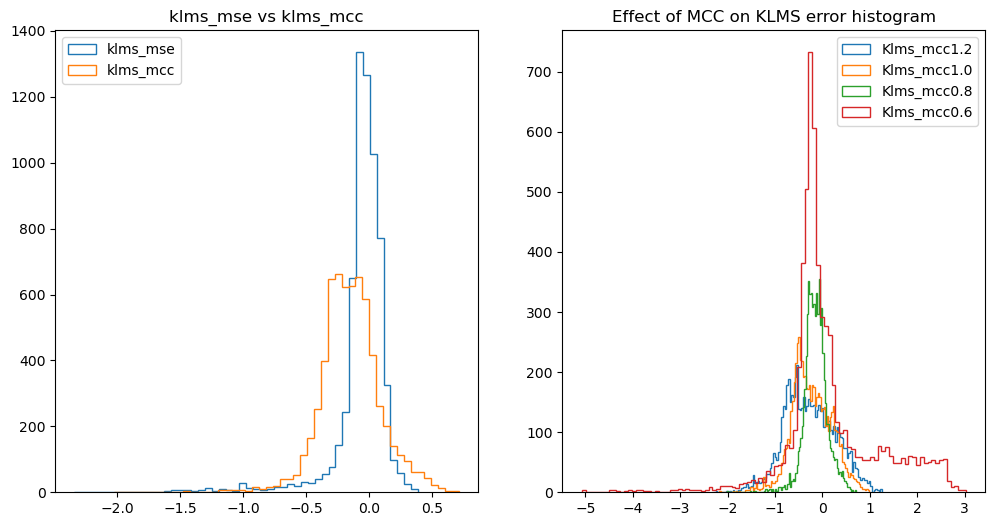 klms_mse vs klms_mcc
klms_mse
klms_mcc
1400
1200
1000
800
600
400
200
0
−2.0 −1.5 −1.0 −0.5 0.0 0.5
Effect of MCC on KLMS error histogram
Klms_mcc1.2
Klms_mcc1.0
Klms_mcc0.8
Klms_mcc0.6
700
600
500
400
300
200
100
0
−5 −4 −3 −2 −1 0 1 2 3